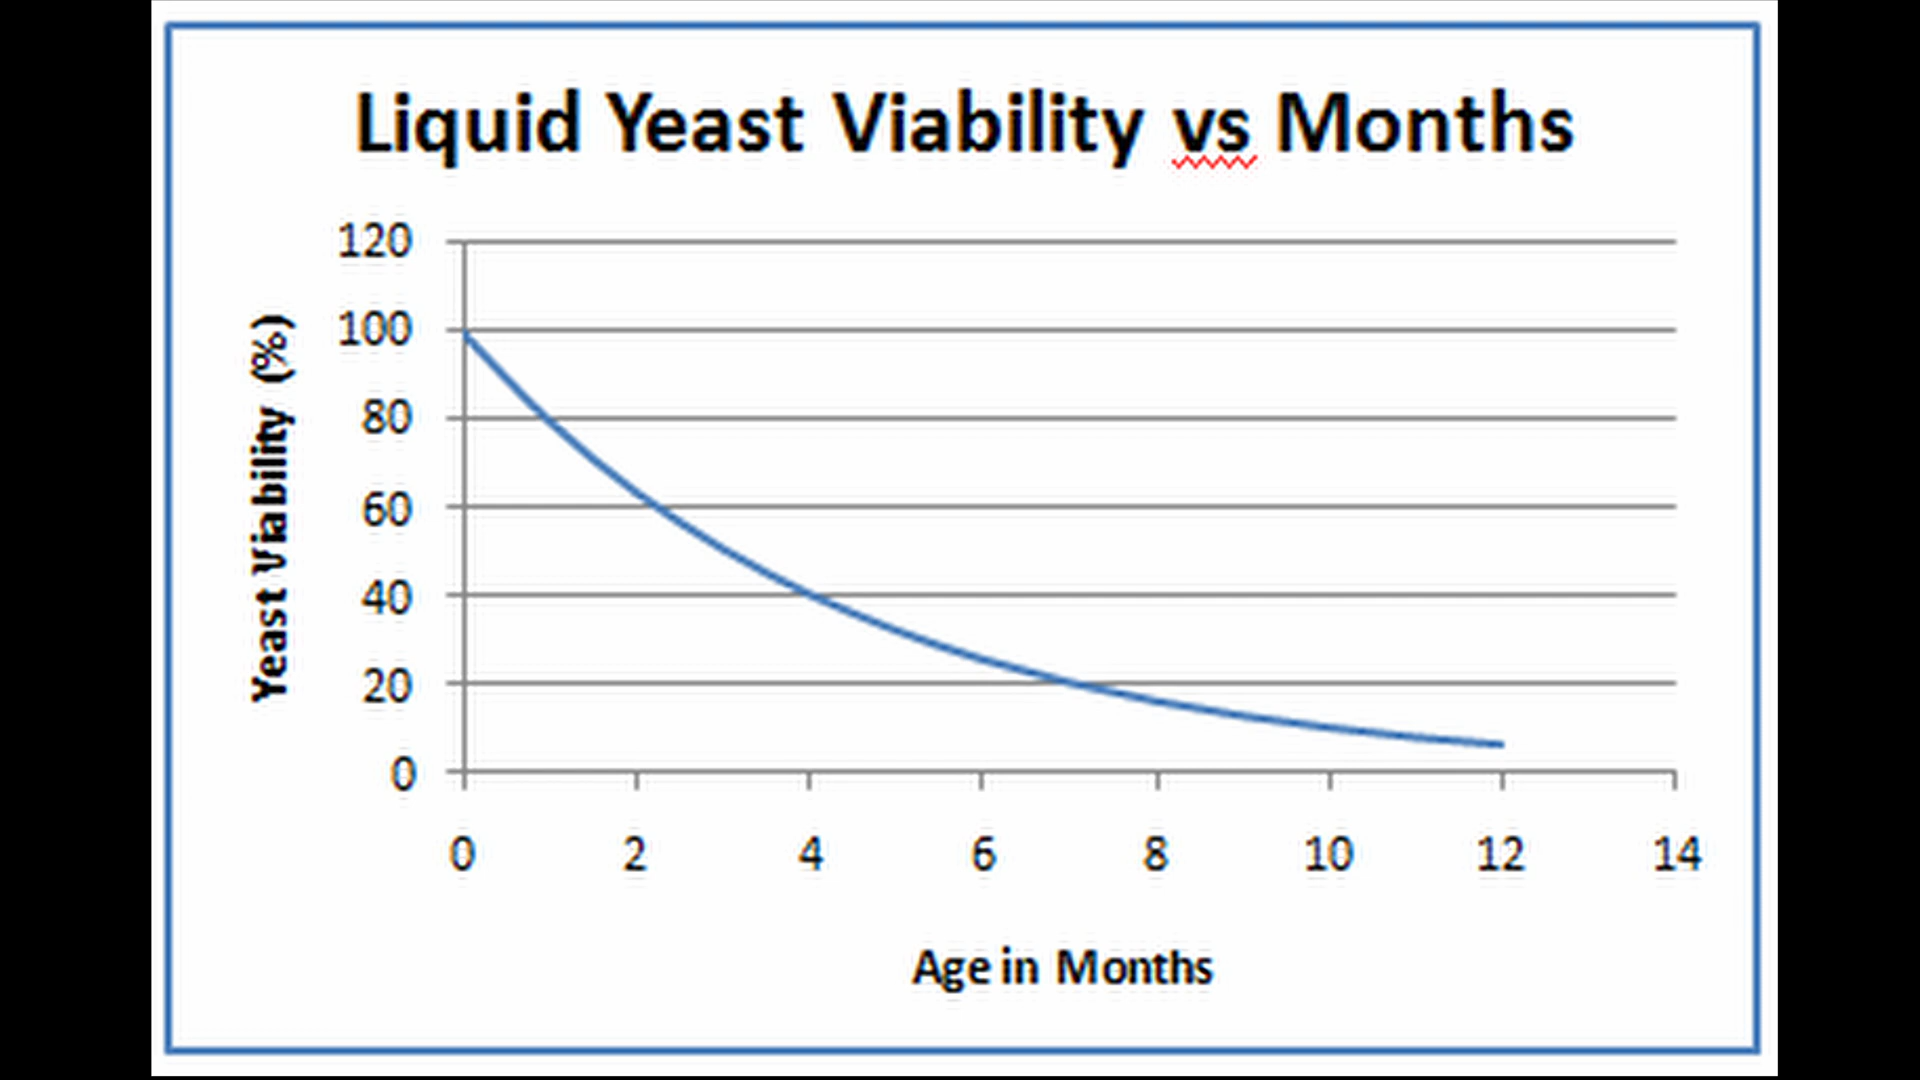 Liquid Yeast Viability vs Months
Yeast Viability (%)
120
100
80
60
40
20
0
0 2 4 6 8 10 12 14
Age in Months